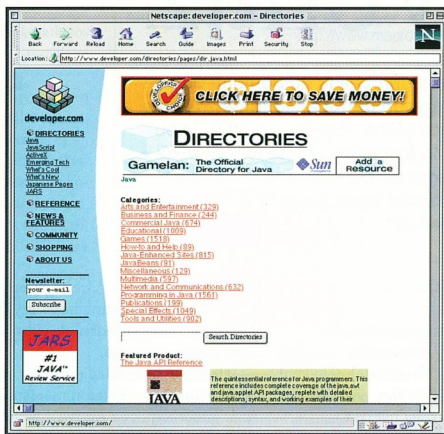 Netscape: developer.com - Directories
Back Forward Reload Home Search Guide Images Print Security Stop
N
Location: http://www.developer.com/directories/pages/dir.java.html
developer.com
DIRECTORIES
Java
JavaScript
ActiveX
Emerging Tech
What's Cool
What's New
Japanese Pages
JARS
REFERENCE
NEWS &
FEATURES
COMMUNITY
SHOPPING
ABOUT US
Newsletter:
your e-mail
Subscribe
JARS
#1
JAVA™
Review Service
$19.99
CLICK HERE TO SAVE MONEY!
DIRECTORIES
Gamelan: The Official
Directory for Java
Sun
Add a
Resource
Java
Categories:
Arts and Entertainment (329)
Business and Finance (244)
Commercial Java (674)
Educational (1009)
Games (1518)
How-to and Help (89)
Java-Enhanced Sites (815)
JavaBeans (91)
Miscellaneous (129)
Multimedia (597)
Network and Communications (632)
Programming in Java (1561)
Publications (199)
Special Effects (1049)
Tools and Utilities (902)
Search Directories
Featured Product:
The Java API Reference
JAVA
The quintessential reference for Java programmers. This
reference includes complete coverage of the java.awt
and java.applet API packages, replete with detailed
descriptions, syntax, and working examples of their
http://www.developer.com/